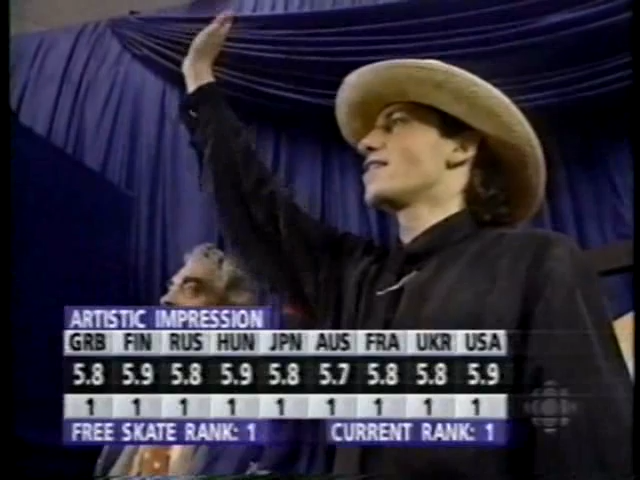 ARTISTIC IMPRESSION
GRB FIN RUS HUN JPN AUS FRA UKR USA
5.8 5.9 5.8 5.9 5.8 5.7 5.8 5.8 5.9
1 1 1 1 1 1 1 1 1
FREE SKATE RANK: 1 CURRENT RANK: 1